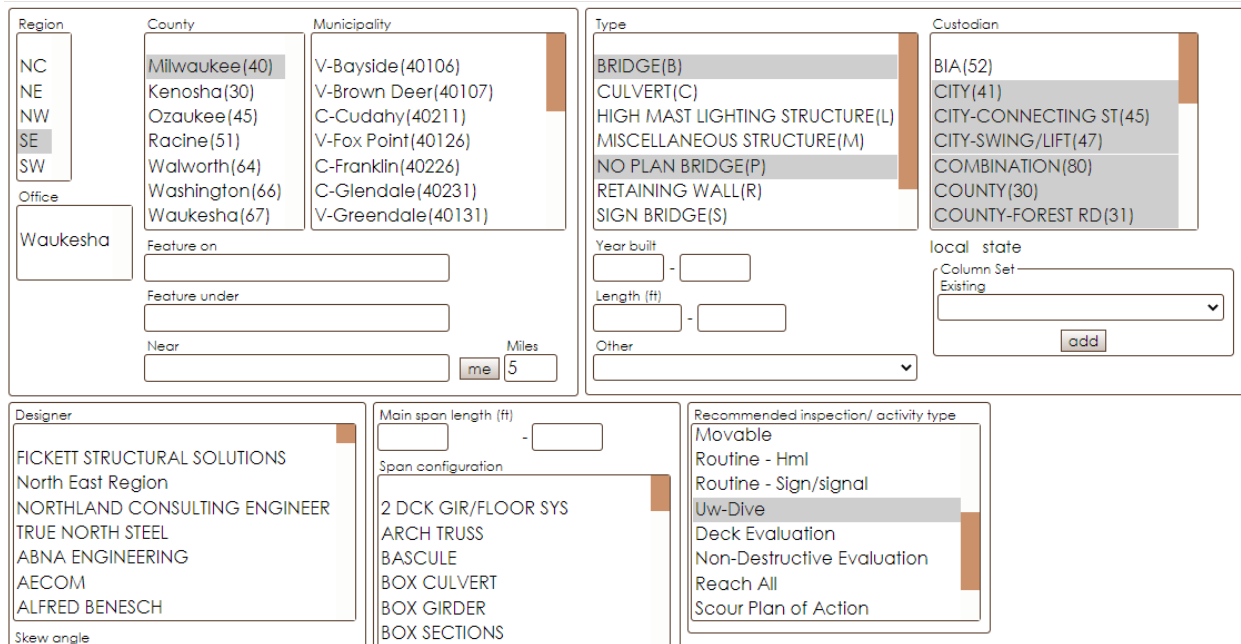 Region
NC
NE
NW
SE
SW
Office
Waukesha
County
Milwaukee(40)
Kenosha(30)
Ozaukee(45)
Racine(51)
Walworth(64)
Washington(66)
Waukesha(67)
Municipality
V-Bayside(40106)
V-Brown Deer(40107)
C-Cudahy(40211)
V-Fox Point(40126)
C-Franklin(40226)
C-Glendale(40231)
V-Greendale(40131)
Feature on
Feature under
Near
me
Miles
5
Type
BRIDGE(B)
CULVERT(C)
HIGH MAST LIGHTING STRUCTURE(L)
MISCELLANEOUS STRUCTURE(M)
NO PLAN BRIDGE(P)
RETAINING WALL(R)
SIGN BRIDGE(S)
Year built
-
Length (ft)
-
Other
Custodian
BIA(52)
CITY(41)
CITY-CONNECTING ST(45)
CITY-SWING/LIFT(47)
COMBINATION(80)
COUNTY(30)
COUNTY-FOREST RD(31)
local state
Column Set
Existing
add
Designer
FICKETT STRUCTURAL SOLUTIONS
North East Region
NORTHLAND CONSULTING ENGINEER
TRUE NORTH STEEL
ABNA ENGINEERING
AECOM
ALFRED BENESCH
Skew angle
Main span length (ft)
-
Span configuration
2 DCK GIR/FLOOR SYS
ARCH TRUSS
BASCULE
BOX CULVERT
BOX GIRDER
BOX SECTIONS
Recommended inspection/ activity type
Movable
Routine - Hml
Routine - Sign/signal
Uw-Dive
Deck Evaluation
Non-Destructive Evaluation
Reach All
Scour Plan of Action